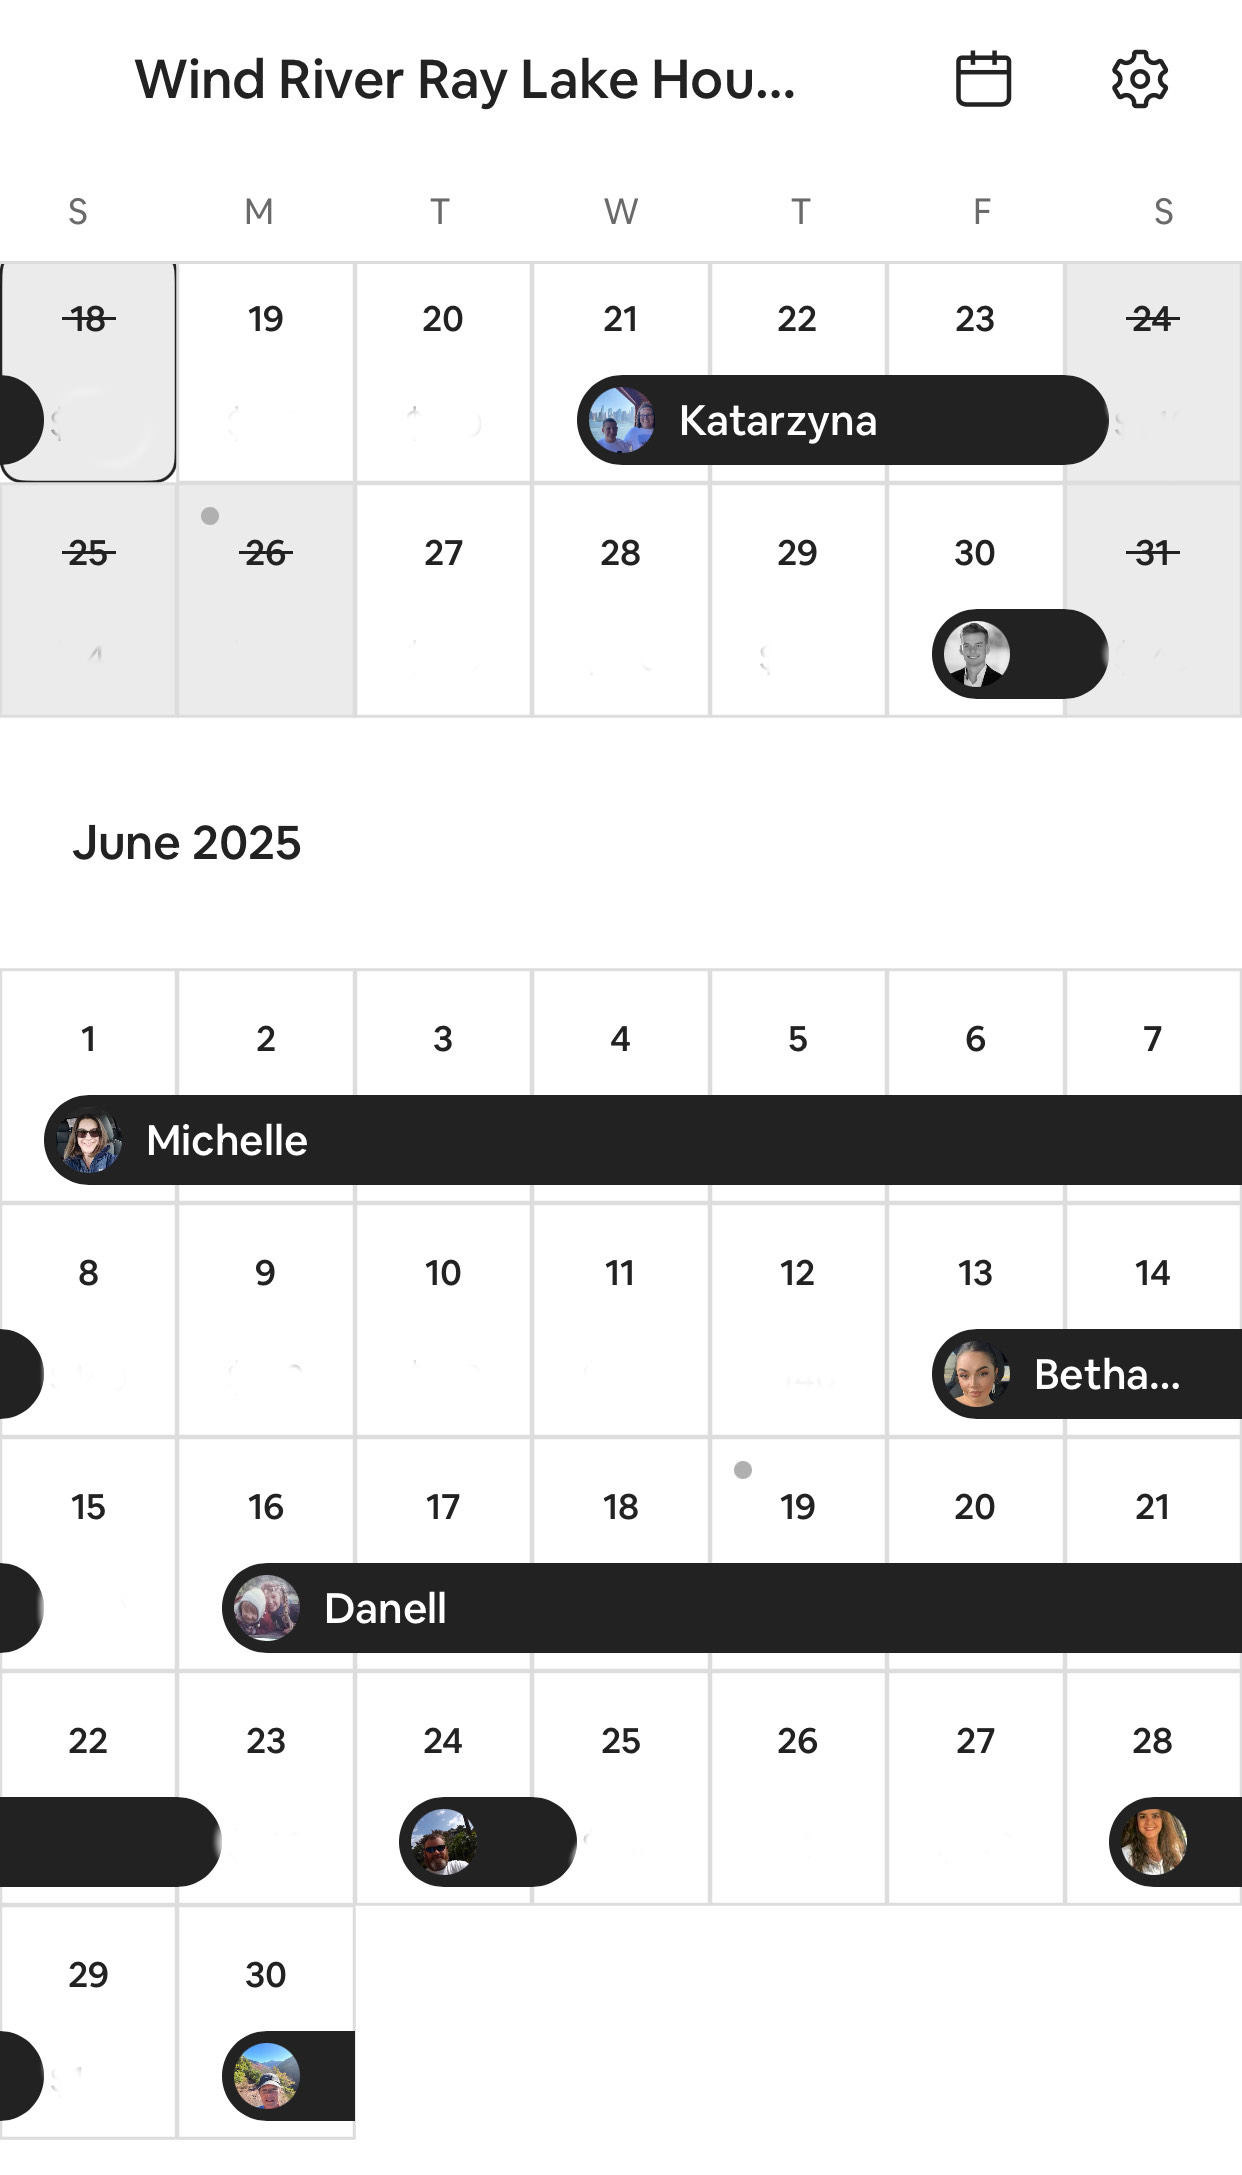 Wind River Ray Lake Hou...
S M T W T F S
18 19 20 21 22 23 24
Katarzyna
25 26 27 28 29 30 31
June 2025
1 2 3 4 5 6 7
Michelle
8 9 10 11 12 13 14
Betha...
15 16 17 18 19 20 21
Danell
22 23 24 25 26 27 28
29 30